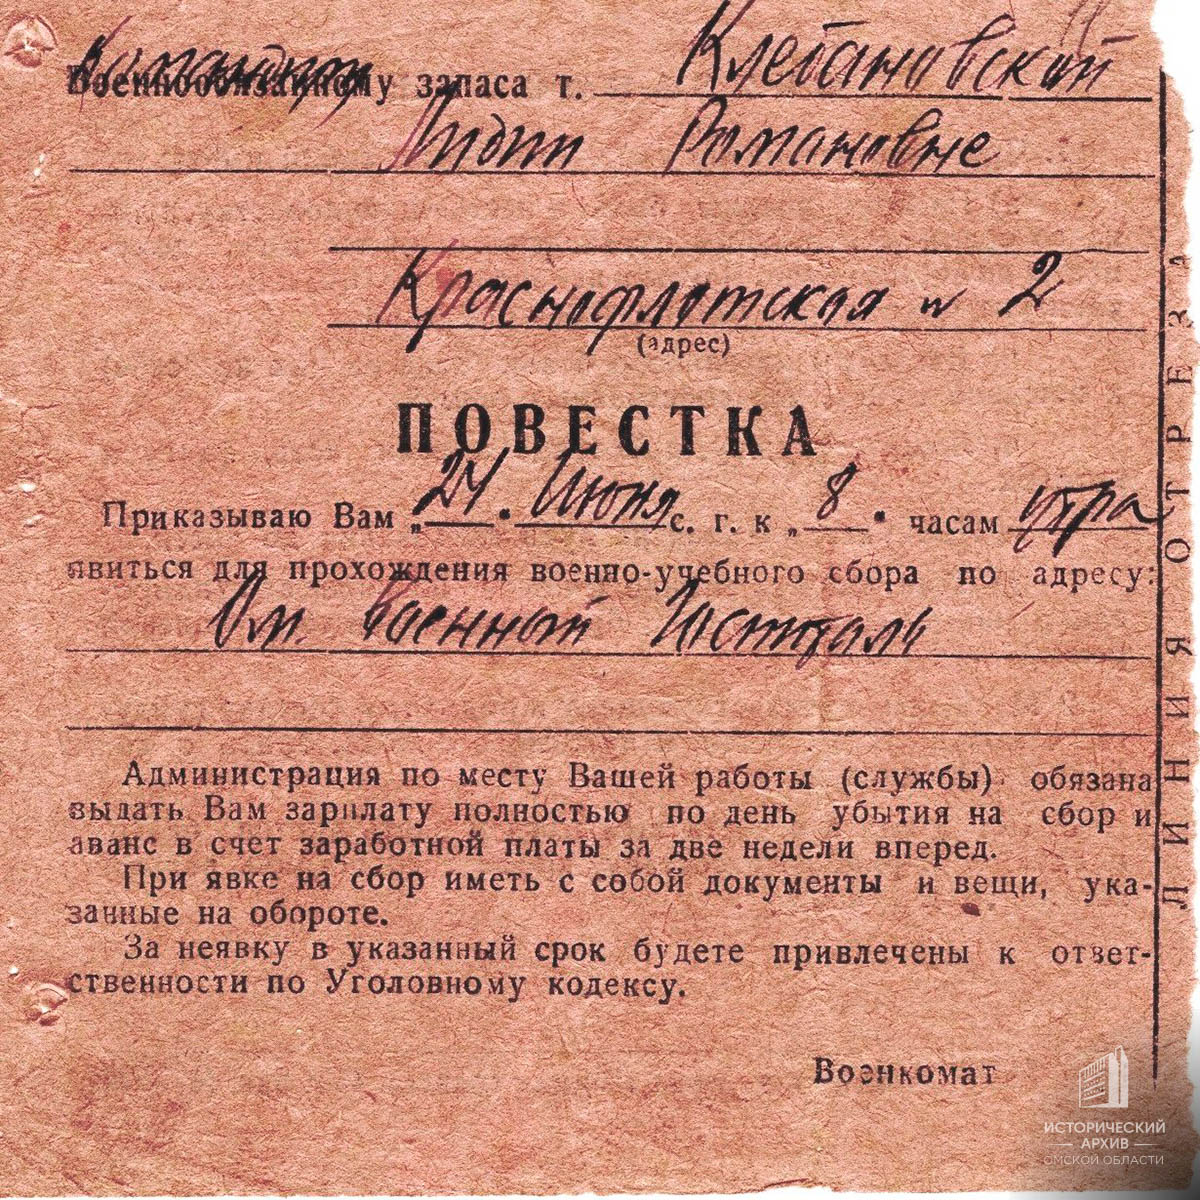 Командиру
Военнообязанному запаса т. Клебановской
Лидии Романовне
Краснофлотская № 2
(адрес)
ПОВЕСТКА
Приказываю Вам „24" Июня с. г. к „8" часам утра
явиться для прохождения военно-учебного сбора по адресу:
Ом. Военный Госпиталь
Администрация по месту Вашей работы (службы) обязана
выдать Вам зарплату полностью по день убытия на сбор и
аванс в счет заработной платы за две недели вперед.
При явке на сбор иметь с собой документы и вещи, ука-
занные на обороте.
За неявку в указанный срок будете привлечены к ответ-
ственности по Уголовному кодексу.
Военкомат
ЛИНИЯ ОТРЕЗА
ИСТОРИЧЕСКИЙ
АРХИВ
ОМСКОЙ ОБЛАСТИ